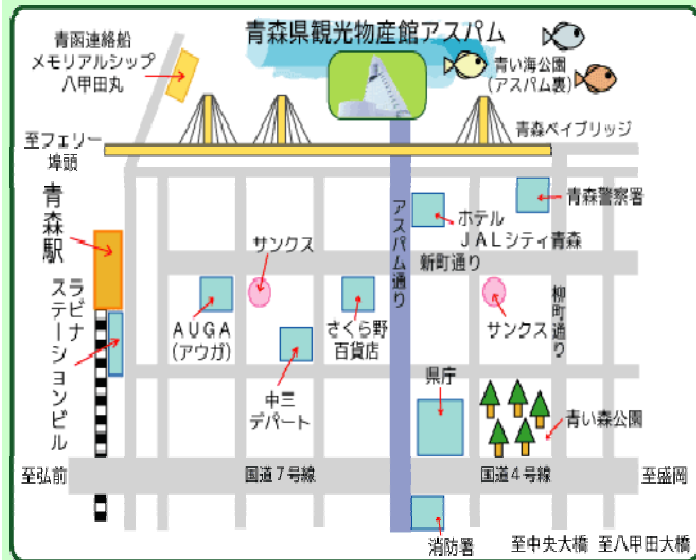 青森県観光物産館アスパム
青函連絡船
メモリアルシップ
八甲田丸
青い海公園
(アスパム裏)
青森ベイブリッジ
至フェリー
埠頭
青森駅
アスパム通り
青森警察署
ホテル
JALシティ青森
サンクス
新町通り
ラビナ
ステーションビル
AUGA
(アウガ)
さくら野
百貨店
サンクス
柳町通り
中三
デパート
県庁
青い森公園
至弘前
国道7号線
国道4号線
至盛岡
消防署
至中央大橋
至八甲田大橋